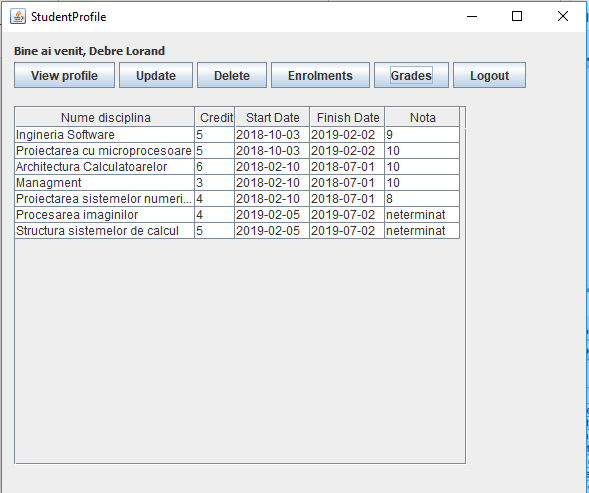 StudentProfile
Bine ai venit, Debre Lorand
View profile Update Delete Enrolments Grades Logout
Nume disciplina Credit Start Date Finish Date Nota
Ingineria Software 5 2018-10-03 2019-02-02 9
Proiectarea cu microprocesoare 5 2018-10-03 2019-02-02 10
Architectura Calculatoarelor 6 2018-02-10 2018-07-01 10
Managment 3 2018-02-10 2018-07-01 10
Proiectarea sistemelor numeri... 4 2018-02-10 2018-07-01 8
Procesarea imaginilor 4 2019-02-05 2019-07-02 neterminat
Structura sistemelor de calcul 5 2019-02-05 2019-07-02 neterminat